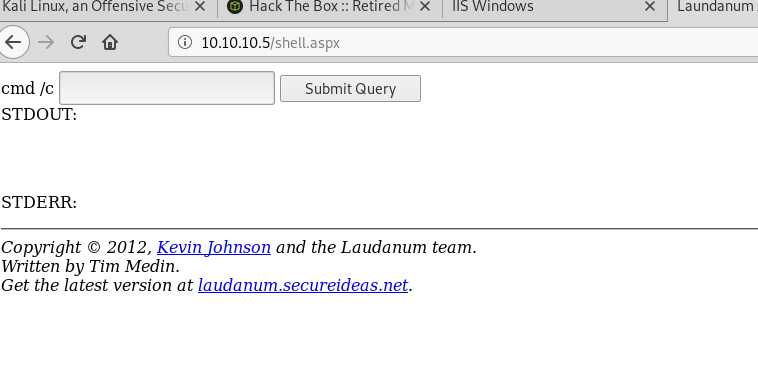 Kali Linux, an Offensive Secu
Hack The Box :: Retired M
IIS Windows
Laundanum
10.10.10.5/shell.aspx
cmd /c
Submit Query
STDOUT:
STDERR:
Copyright © 2012, Kevin Johnson and the Laudanum team.
Written by Tim Medin.
Get the latest version at laudanum.secureideas.net.